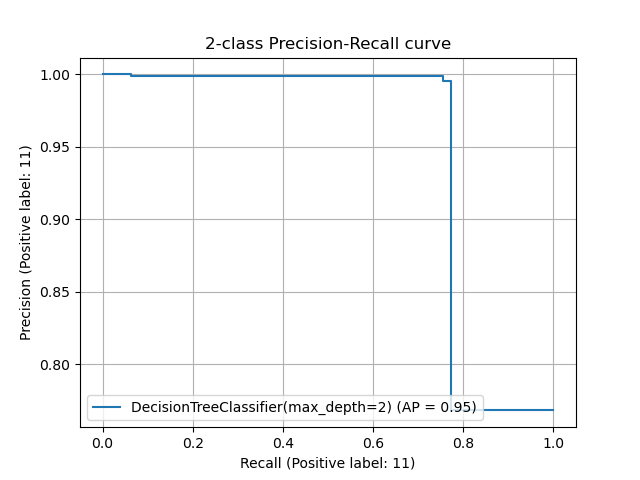 2-class Precision-Recall curve
Precision (Positive label: 11)
1.00
0.95
0.90
0.85
0.80
DecisionTreeClassifier(max_depth=2) (AP = 0.95)
0.0 0.2 0.4 0.6 0.8 1.0
Recall (Positive label: 11)